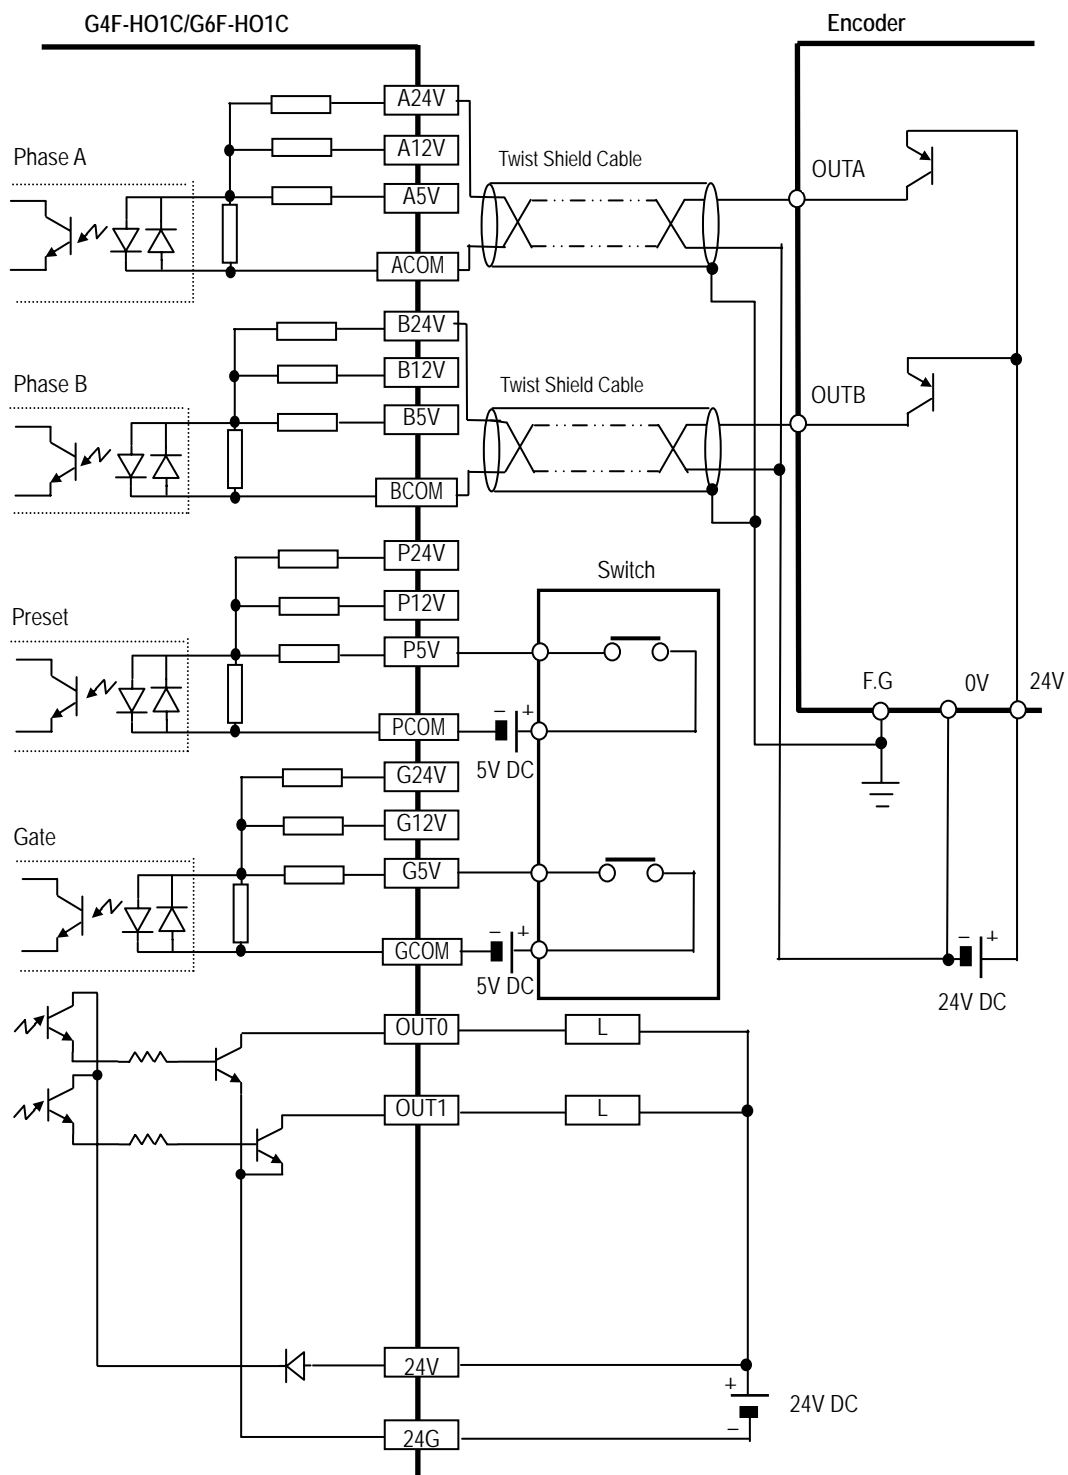 G4F-HO1C/G6F-HO1C
Encoder
A24V
A12V
Phase A
Twist Shield Cable
OUTA
A5V
ACOM
B24V
B12V
Phase B
Twist Shield Cable
OUTB
B5V
BCOM
P24V
Switch
P12V
Preset
P5V
F.G
0V
24V
PCOM
− +
5V DC
G24V
G12V
Gate
G5V
GCOM
− +
5V DC
− +
24V DC
OUT0
L
OUT1
L
24V
+
24V DC
−
24G